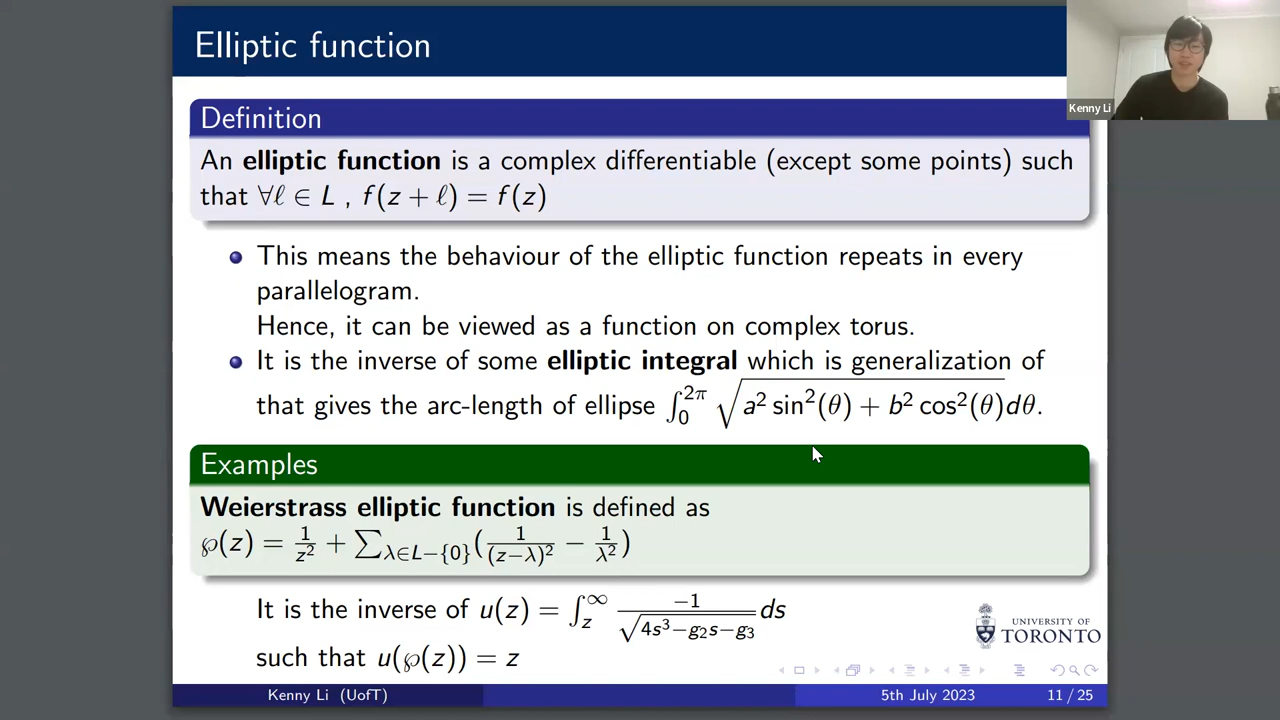 Elliptic function
Kenny Li
Definition
An elliptic function is a complex differentiable (except some points) such
that ∀ℓ ∈ L , f(z + ℓ) = f(z)
This means the behaviour of the elliptic function repeats in every
parallelogram.
Hence, it can be viewed as a function on complex torus.
It is the inverse of some elliptic integral which is generalization of
that gives the arc-length of ellipse ∫₀^{2π} √(a² sin²(θ) + b² cos²(θ))dθ.
Examples
Weierstrass elliptic function is defined as
℘(z) = 1/z² + ∑_{λ∈L−{0}}(1/(z−λ)² − 1/λ²)
It is the inverse of u(z) = ∫_z^∞ −1/√(4s³−g₂s−g₃) ds
such that u(℘(z)) = z
UNIVERSITY OF
TORONTO
Kenny Li (UofT)
5th July 2023
11 / 25